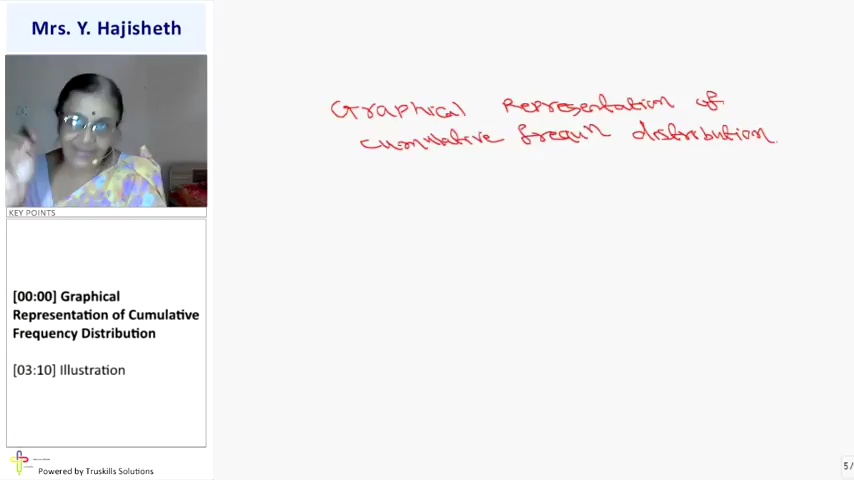 Mrs. Y. Hajisheth
Graphical Representation of
cumulative frequn distribution.
KEY POINTS
[00:00] Graphical
Representation of Cumulative
Frequency Distribution
[03:10] Illustration
Powered by Truskills Solutions
5/